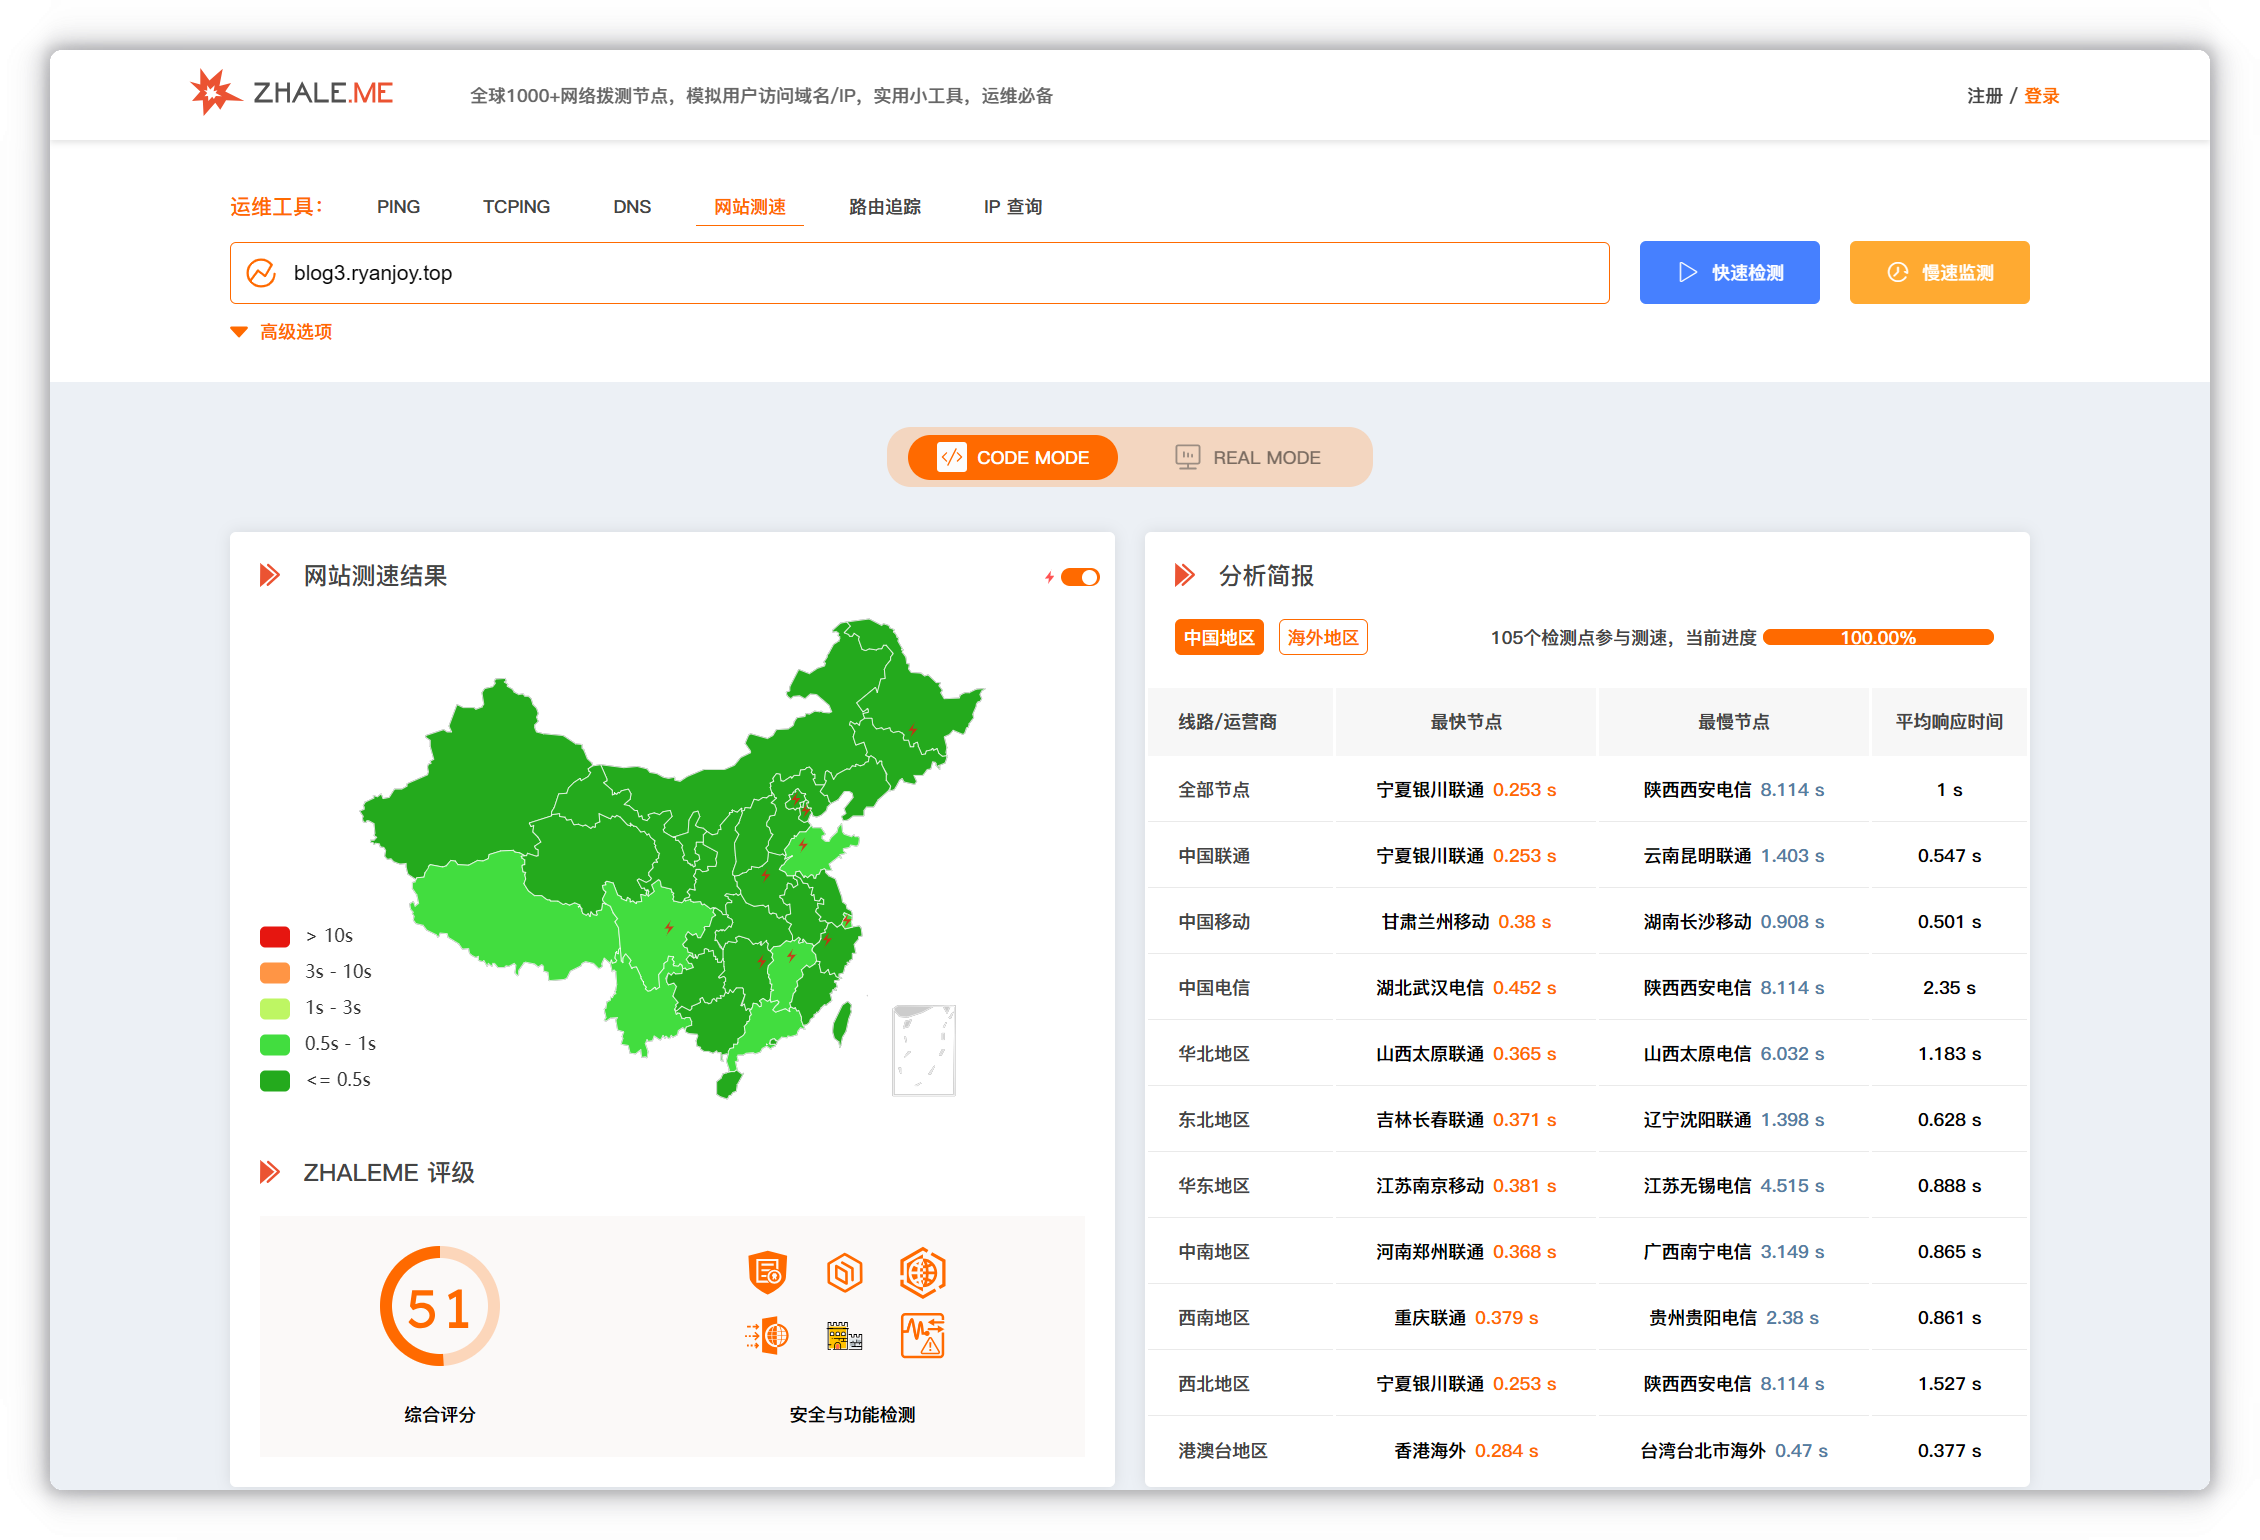 ZHALE.ME
全球1000+网络拨测节点，模拟用户访问域名/IP，实用小工具，运维必备
注册 / 登录
运维工具： PING TCPING DNS 网站测速 路由追踪 IP 查询
blog3.ryanjoy.top
快速检测
慢速监测
高级选项
CODE MODE REAL MODE
网站测速结果
> 10s
3s - 10s
1s - 3s
0.5s - 1s
<= 0.5s
ZHALEME 评级
51
综合评分
安全与功能检测
分析简报
中国地区 海外地区 105个检测点参与测速，当前进度 100.00%
线路/运营商 最快节点 最慢节点 平均响应时间
全部节点 宁夏银川联通 0.253 s 陕西西安电信 8.114 s 1 s
中国联通 宁夏银川联通 0.253 s 云南昆明联通 1.403 s 0.547 s
中国移动 甘肃兰州移动 0.38 s 湖南长沙移动 0.908 s 0.501 s
中国电信 湖北武汉电信 0.452 s 陕西西安电信 8.114 s 2.35 s
华北地区 山西太原联通 0.365 s 山西太原电信 6.032 s 1.183 s
东北地区 吉林长春联通 0.371 s 辽宁沈阳联通 1.398 s 0.628 s
华东地区 江苏南京移动 0.381 s 江苏无锡电信 4.515 s 0.888 s
中南地区 河南郑州联通 0.368 s 广西南宁电信 3.149 s 0.865 s
西南地区 重庆联通 0.379 s 贵州贵阳电信 2.38 s 0.861 s
西北地区 宁夏银川联通 0.253 s 陕西西安电信 8.114 s 1.527 s
港澳台地区 香港海外 0.284 s 台湾台北市海外 0.47 s 0.377 s